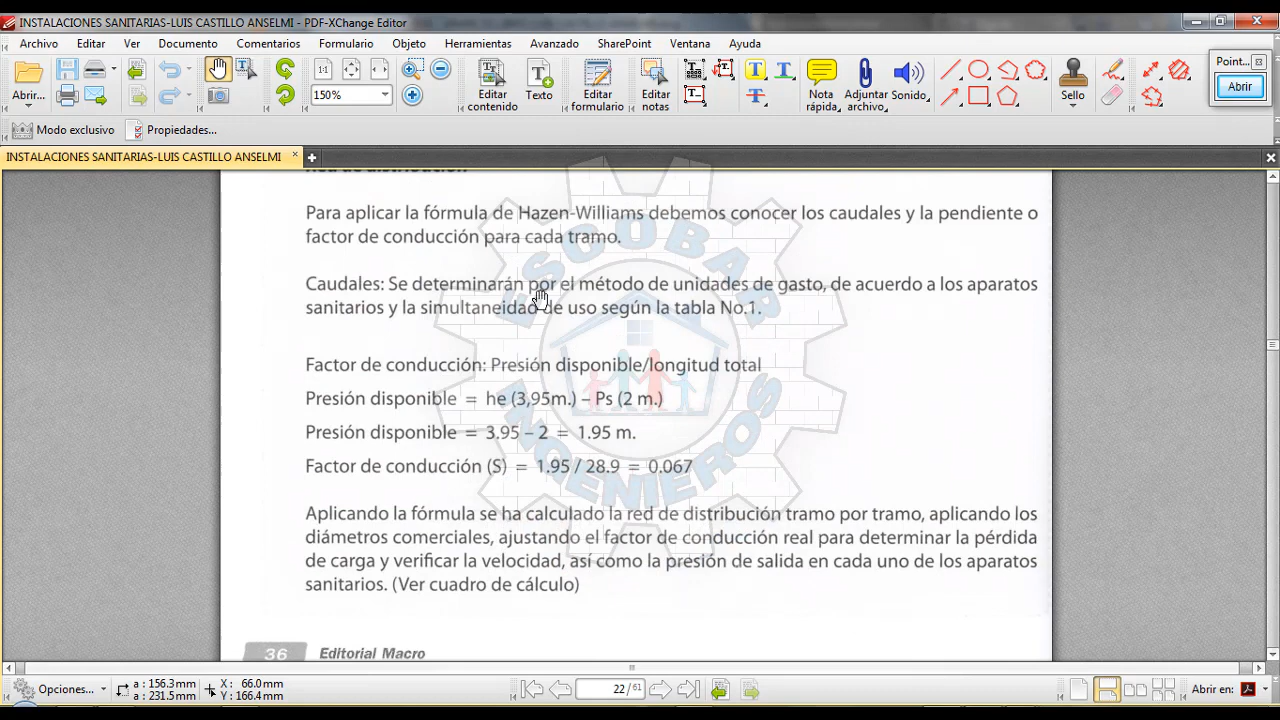 INSTALACIONES SANITARIAS-LUIS CASTILLO ANSELMI - PDF-XChange Editor
Archivo Editar Ver Documento Comentarios Formulario Objeto Herramientas Avanzado SharePoint Ventana Ayuda
Abrir...
150%
Editar contenido
Texto
Editar formulario
Editar notas
Nota rápida
Adjuntar archivo
Sonido
Sello
Point...
Abrir
Modo exclusivo Propiedades...
INSTALACIONES SANITARIAS-LUIS CASTILLO ANSELMI
Para aplicar la fórmula de Hazen-Williams debemos conocer los caudales y la pendiente o
factor de conducción para cada tramo.
Caudales: Se determinarán por el método de unidades de gasto, de acuerdo a los aparatos
sanitarios y la simultaneidad de uso según la tabla No.1.
Factor de conducción: Presión disponible/longitud total
Presión disponible = he (3,95m.) – Ps (2 m.)
Presión disponible = 3.95 – 2 = 1.95 m.
Factor de conducción (S) = 1.95 / 28.9 = 0.067
Aplicando la fórmula se ha calculado la red de distribución tramo por tramo, aplicando los
diámetros comerciales, ajustando el factor de conducción real para determinar la pérdida
de carga y verificar la velocidad, así como la presión de salida en cada uno de los aparatos
sanitarios. (Ver cuadro de cálculo)
ESCOBAR
INGENIEROS
36 Editorial Macro
Opciones...
a : 156.3mm
a : 231.5mm
X : 66.0mm
Y : 166.4mm
22 / 61
Abrir en: